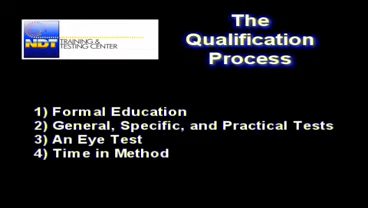 NDT TRAINING &
TESTING CENTER
The
Qualification
Process
1) Formal Education
2) General, Specific, and Practical Tests
3) An Eye Test
4) Time in Method